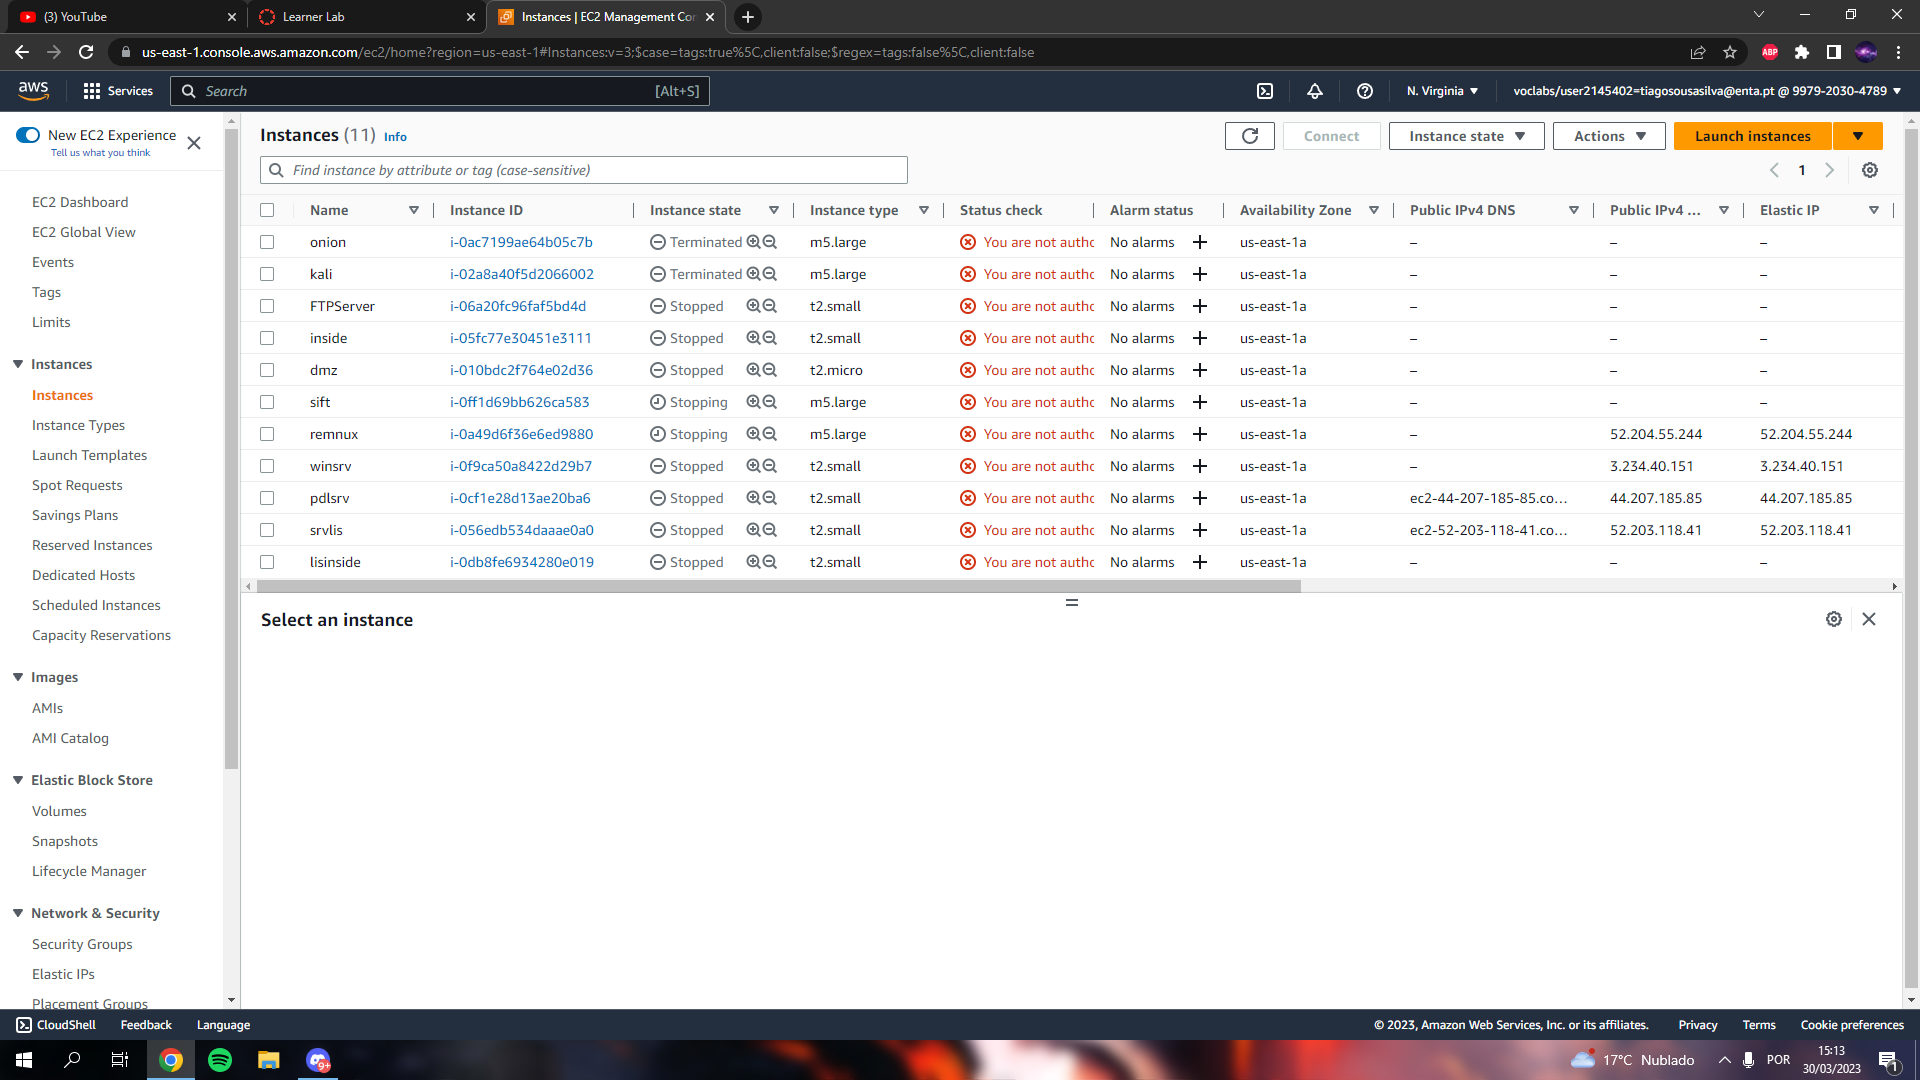 (3) YouTube
Learner Lab
Instances | EC2 Management Con
us-east-1.console.aws.amazon.com/ec2/home?region=us-east-1#Instances:v=3;$case=tags:true%5C,client:false;$regex=tags:false%5C,client:false
ABP
aws
Services
Search
[Alt+S]
N. Virginia
voclabs/user2145402=tiagosousasilva@enta.pt @ 9979-2030-4789
New EC2 Experience
Tell us what you think
EC2 Dashboard
EC2 Global View
Events
Tags
Limits
Instances
Instances
Instance Types
Launch Templates
Spot Requests
Savings Plans
Reserved Instances
Dedicated Hosts
Scheduled Instances
Capacity Reservations
Images
AMIs
AMI Catalog
Elastic Block Store
Volumes
Snapshots
Lifecycle Manager
Network & Security
Security Groups
Elastic IPs
Placement Groups
Instances (11) Info
Connect
Instance state
Actions
Launch instances
Find instance by attribute or tag (case-sensitive)
1
Name Instance ID Instance state Instance type Status check Alarm status Availability Zone Public IPv4 DNS Public IPv4 ... Elastic IP
onion i-0ac7199ae64b05c7b Terminated m5.large You are not autho No alarms us-east-1a – – –
kali i-02a8a40f5d2066002 Terminated m5.large You are not autho No alarms us-east-1a – – –
FTPServer i-06a20fc96faf5bd4d Stopped t2.small You are not autho No alarms us-east-1a – – –
inside i-05fc77e30451e3111 Stopped t2.small You are not autho No alarms us-east-1a – – –
dmz i-010bdc2f764e02d36 Stopped t2.micro You are not autho No alarms us-east-1a – – –
sift i-0ff1d69bb626ca583 Stopping m5.large You are not autho No alarms us-east-1a – – –
remnux i-0a49d6f36e6ed9880 Stopping m5.large You are not autho No alarms us-east-1a – 52.204.55.244 52.204.55.244
winsrv i-0f9ca50a8422d29b7 Stopped t2.small You are not autho No alarms us-east-1a – 3.234.40.151 3.234.40.151
pdlsrv i-0cf1e28d13ae20ba6 Stopped t2.small You are not autho No alarms us-east-1a ec2-44-207-185-85.co... 44.207.185.85 44.207.185.85
srvlis i-056edb534daaae0a0 Stopped t2.small You are not autho No alarms us-east-1a ec2-52-203-118-41.co... 52.203.118.41 52.203.118.41
lisinside i-0db8fe6934280e019 Stopped t2.small You are not autho No alarms us-east-1a – – –
Select an instance
CloudShell
Feedback
Language
© 2023, Amazon Web Services, Inc. or its affiliates.
Privacy
Terms
Cookie preferences
9+
17°C Nublado
POR
15:13
30/03/2023
1